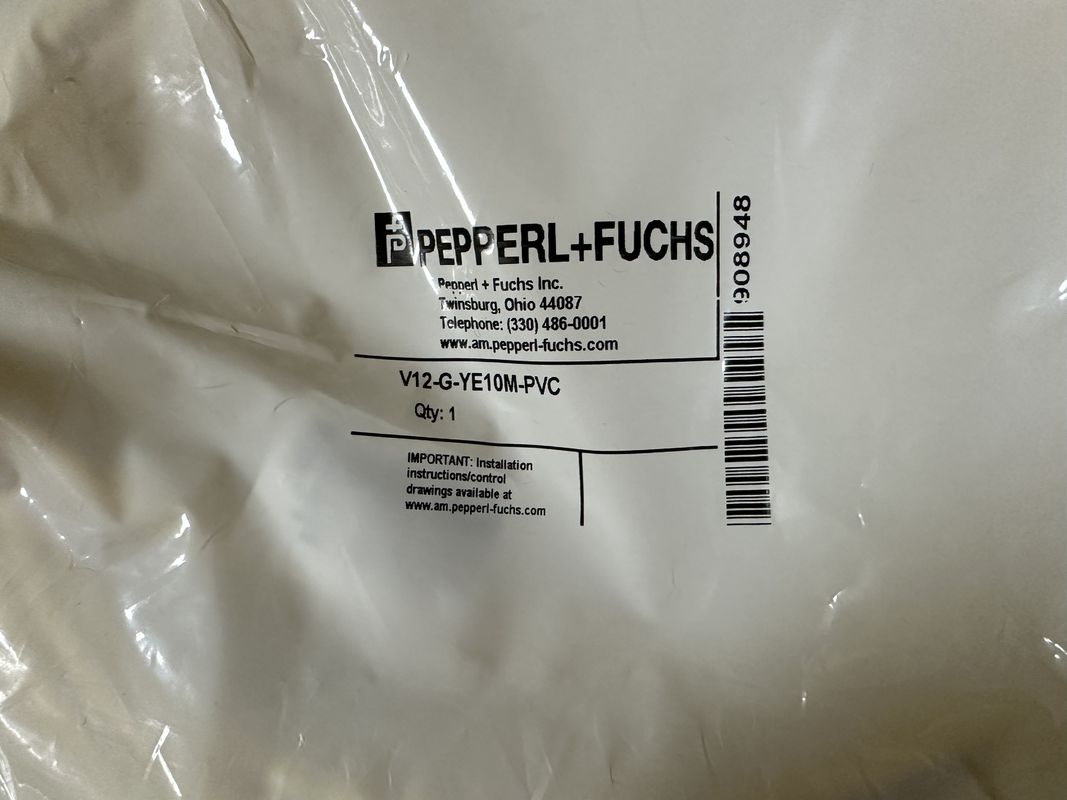 PEPPERL+FUCHS
Pepperl + Fuchs Inc.
Twinsburg, Ohio 44087
Telephone: (330) 486-0001
www.am.pepperl-fuchs.com
V12-G-YE10M-PVC
Qty: 1
IMPORTANT: Installation
instructions/control
drawings available at
www.am.pepperl-fuchs.com
908948